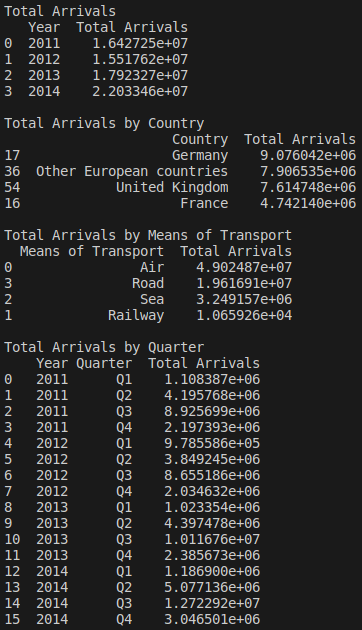 Total Arrivals
   Year  Total Arrivals
0  2011    1.642725e+07
1  2012    1.551762e+07
2  2013    1.792327e+07
3  2014    2.203346e+07

Total Arrivals by Country
                     Country  Total Arrivals
17                   Germany    9.076042e+06
36  Other European countries    7.906535e+06
54            United Kingdom    7.614748e+06
16                    France    4.742140e+06

Total Arrivals by Means of Transport
  Means of Transport  Total Arrivals
0                Air    4.902487e+07
3               Road    1.961691e+07
2                Sea    3.249157e+06
1            Railway    1.065926e+04

Total Arrivals by Quarter
    Year Quarter  Total Arrivals
0   2011      Q1    1.108387e+06
1   2011      Q2    4.195768e+06
2   2011      Q3    8.925699e+06
3   2011      Q4    2.197393e+06
4   2012      Q1    9.785586e+05
5   2012      Q2    3.849245e+06
6   2012      Q3    8.655186e+06
7   2012      Q4    2.034632e+06
8   2013      Q1    1.023354e+06
9   2013      Q2    4.397478e+06
10  2013      Q3    1.011676e+07
11  2013      Q4    2.385673e+06
12  2014      Q1    1.186900e+06
13  2014      Q2    5.077136e+06
14  2014      Q3    1.272292e+07
15  2014      Q4    3.046501e+06